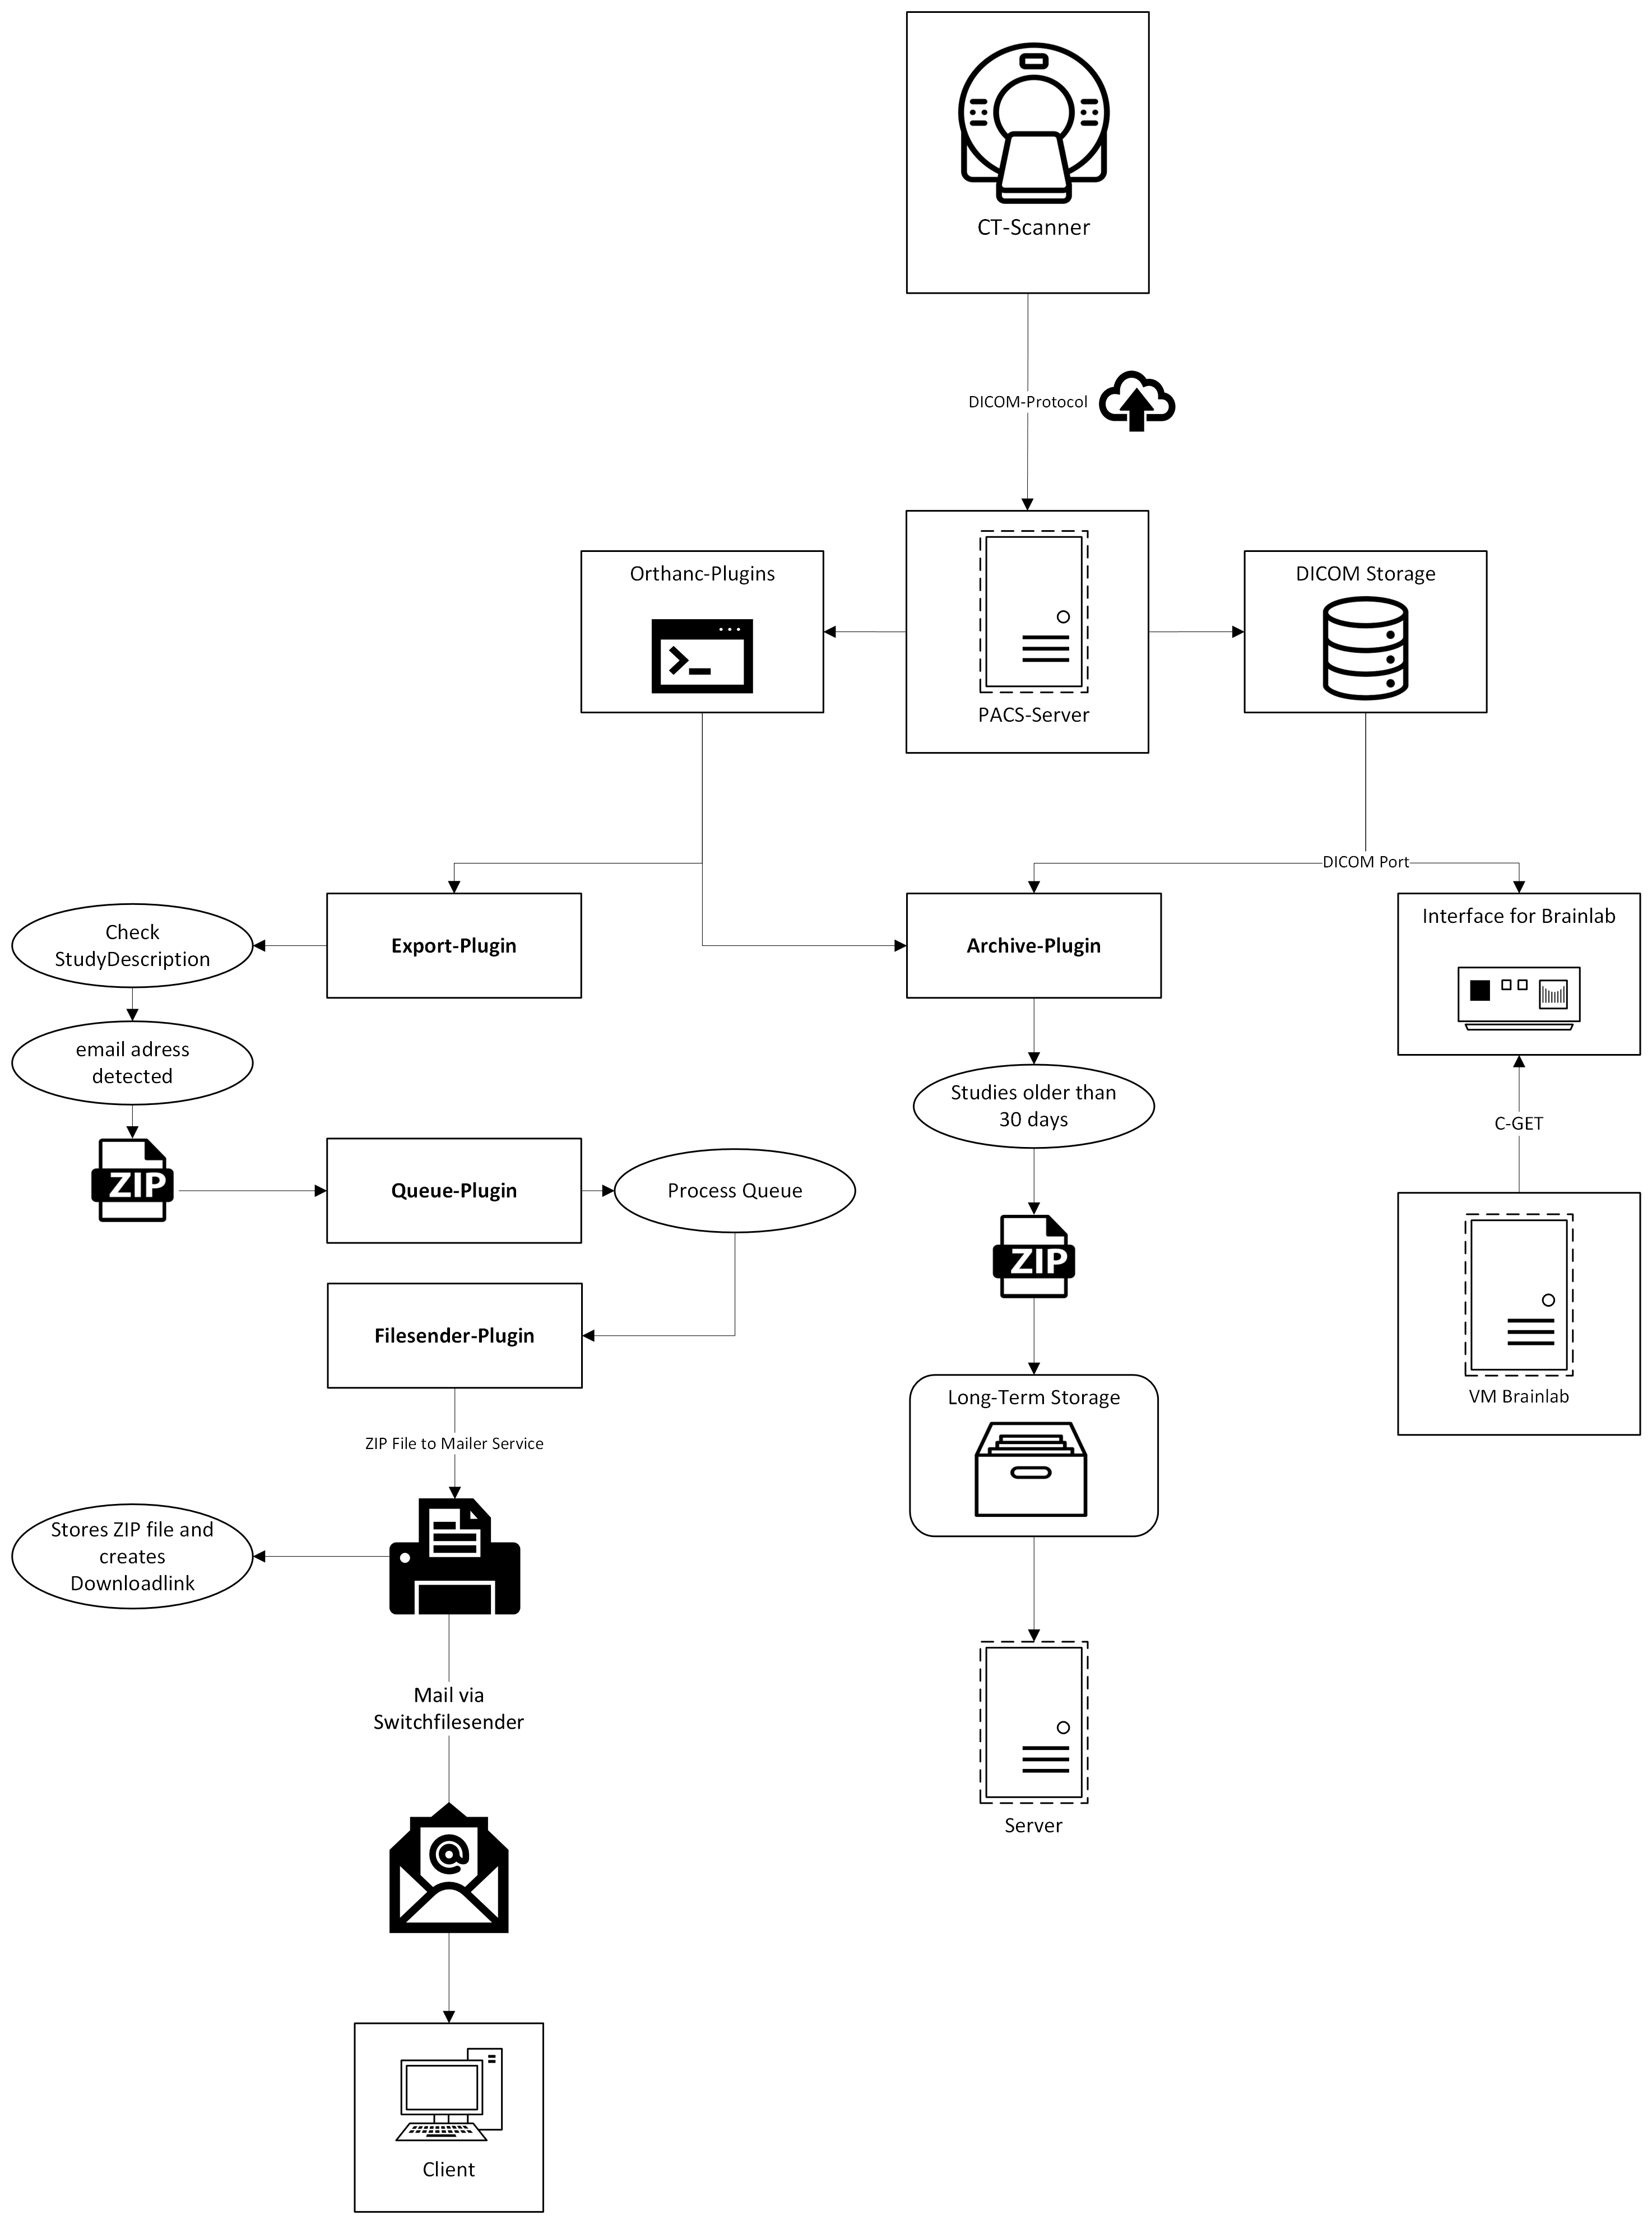 CT-Scanner
DICOM-Protocol
Orthanc-Plugins
PACS-Server
DICOM Storage
DICOM Port
Check
StudyDescription
Export-Plugin
Archive-Plugin
Interface for Brainlab
email adress
detected
Studies older than
30 days
C-GET
ZIP
Queue-Plugin
Process Queue
ZIP
Filesender-Plugin
VM Brainlab
Long-Term Storage
ZIP File to Mailer Service
Stores ZIP file and
creates
Downloadlink
Mail via
Switchfilesender
Server
@
Client